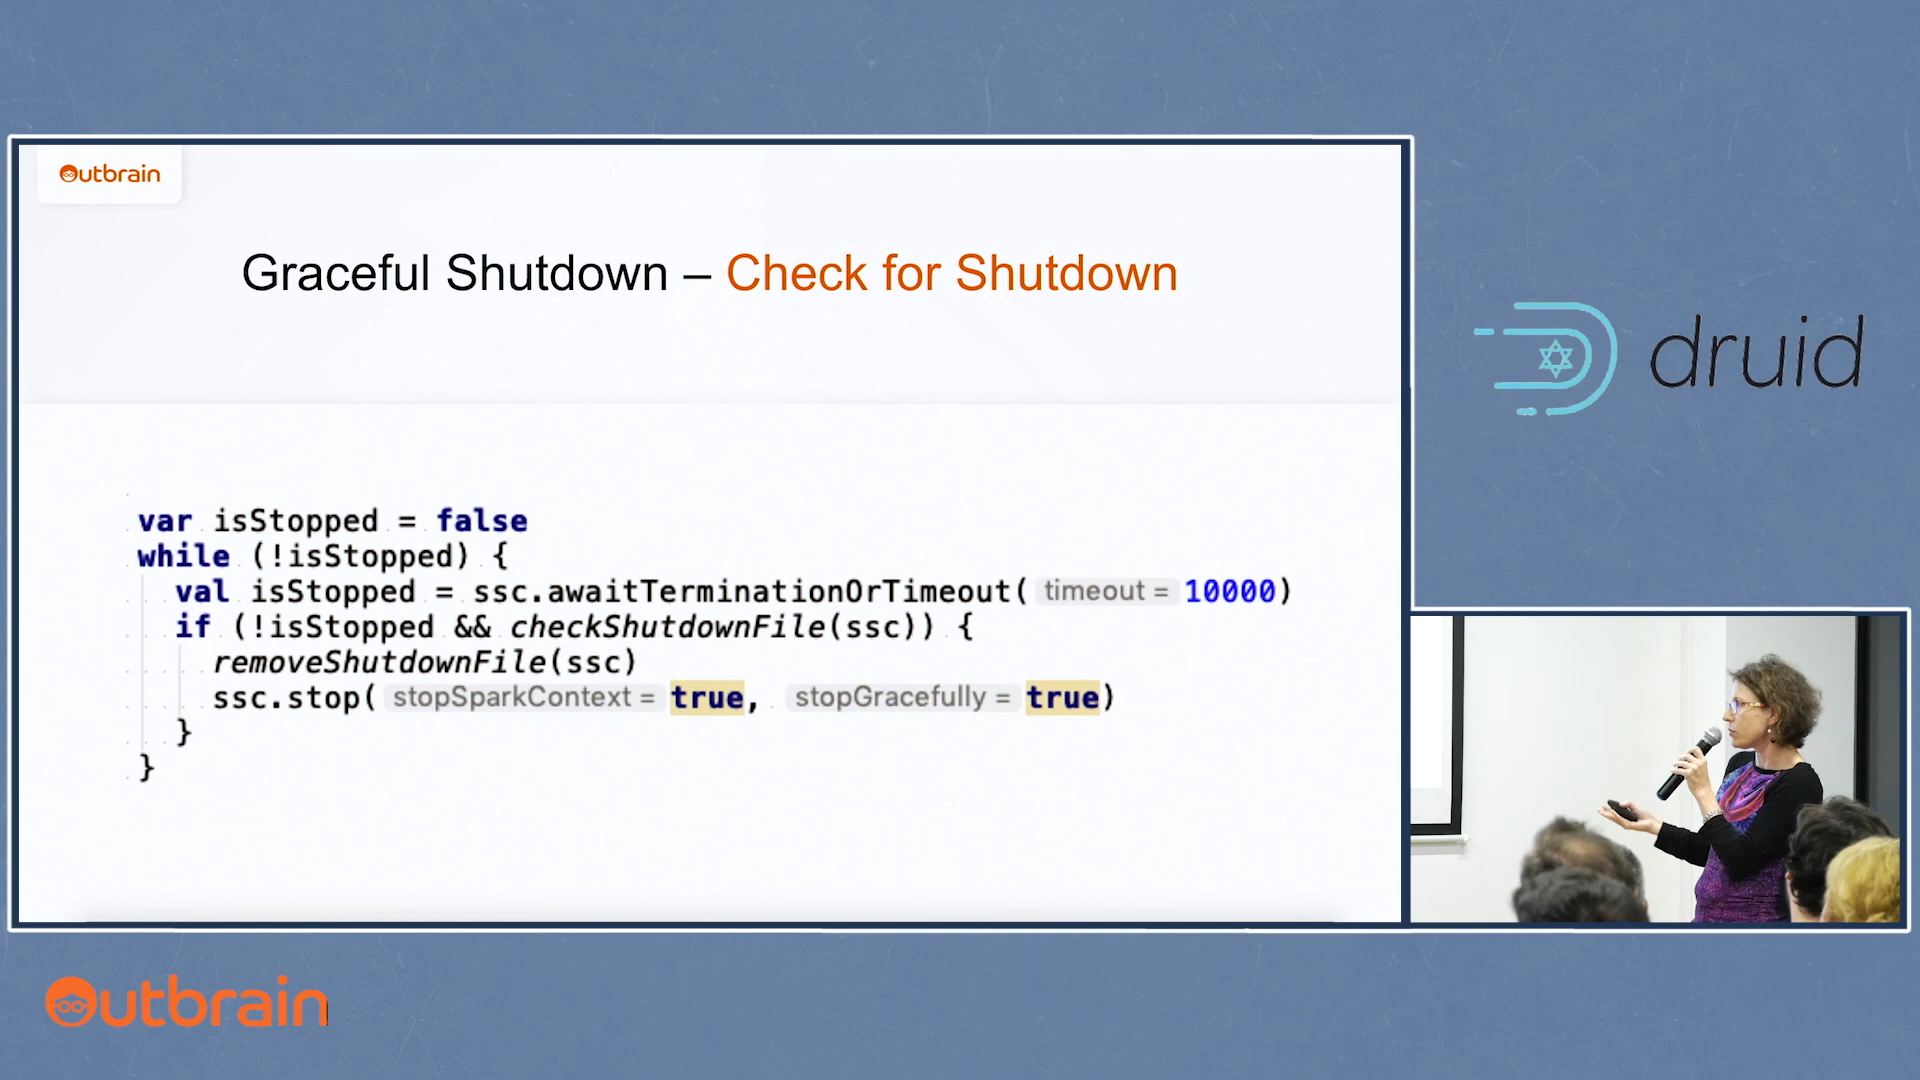 Outbrain
Graceful Shutdown – Check for Shutdown
var isStopped = false
while (!isStopped) {
val isStopped = ssc.awaitTerminationOrTimeout( timeout = 10000)
if (!isStopped && checkShutdownFile(ssc)) {
removeShutdownFile(ssc)
ssc.stop( stopSparkContext = true, stopGracefully = true)
}
}
druid
Outbrain